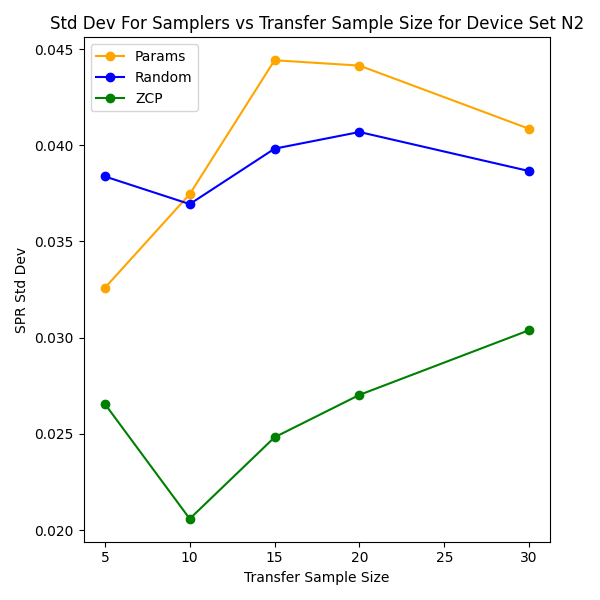 Std Dev For Samplers vs Transfer Sample Size for Device Set N2
Params
Random
ZCP
SPR Std Dev
0.045
0.040
0.035
0.030
0.025
0.020
5 10 15 20 25 30
Transfer Sample Size